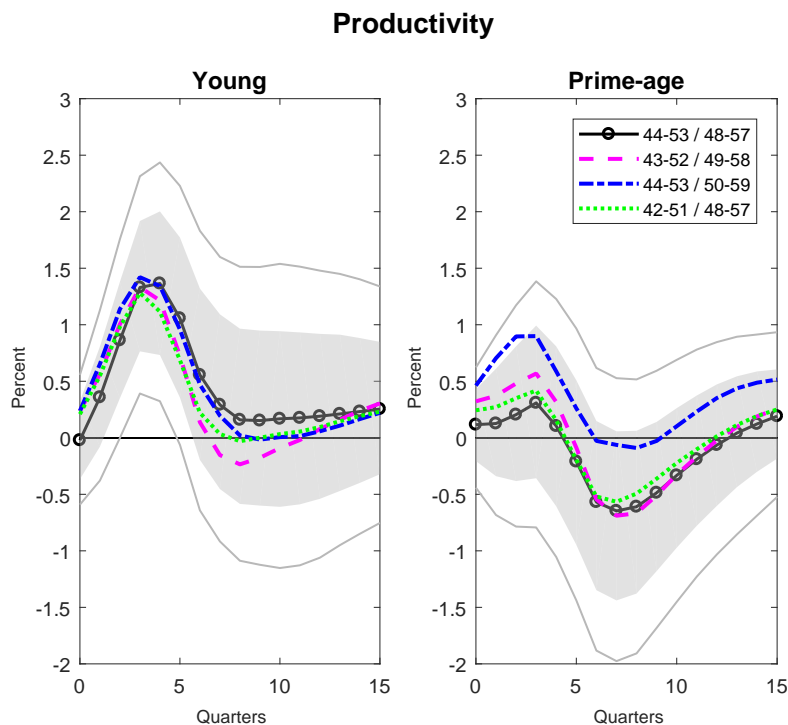 Productivity
Young
3
2.5
2
1.5
1
0.5
0
-0.5
-1
-1.5
-2
Percent
0 5 10 15
Quarters
Prime-age
3
2.5
2
1.5
1
0.5
0
-0.5
-1
-1.5
-2
Percent
0 5 10 15
Quarters
44-53 / 48-57
43-52 / 49-58
44-53 / 50-59
42-51 / 48-57